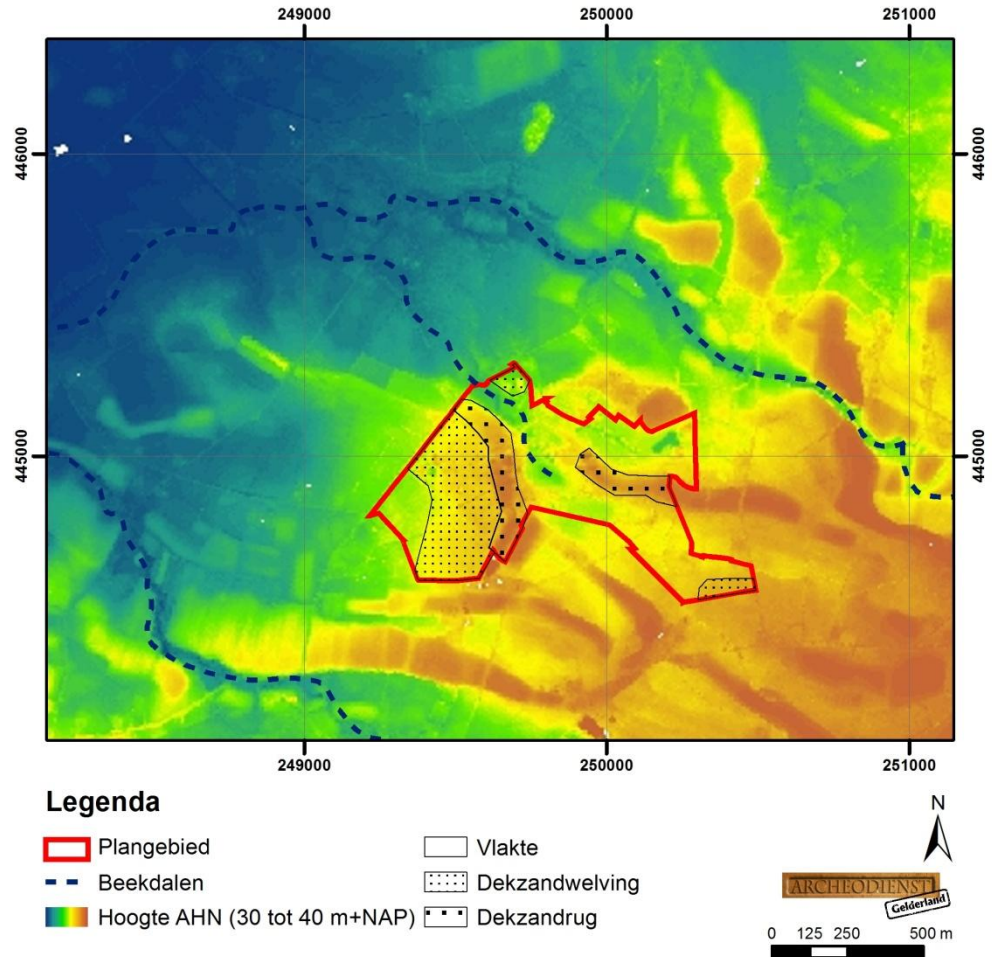 249000 250000 251000
446000 446000
445000 445000
249000 250000 251000
Legenda
Plangebied
Beekdalen
Hoogte AHN (30 tot 40 m+NAP)
Vlakte
Dekzandwelving
Dekzandrug
N
ARCHEODIENST
Gelderland
0 125 250 500 m